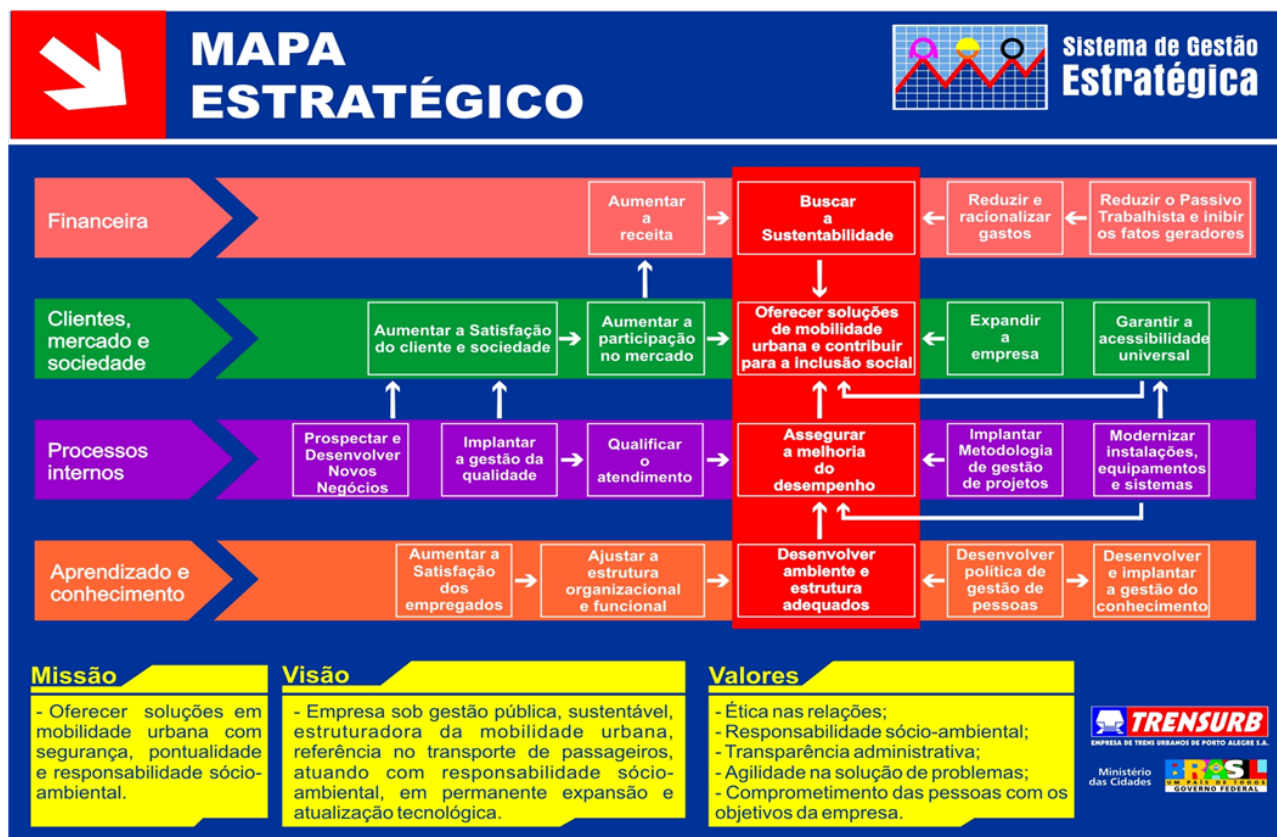 MAPA
ESTRATÉGICO
Sistema de Gestão
Estratégica
Financeira
Aumentar
a
receita
Buscar
a
Sustentabilidade
Reduzir e
racionalizar
gastos
Reduzir o Passivo
Trabalhista e inibir
os fatos geradores
Clientes,
mercado e
sociedade
Aumentar a Satisfação
do cliente e sociedade
Aumentar a
participação
no mercado
Oferecer soluções
de mobilidade
urbana e contribuir
para a inclusão social
Expandir
a
empresa
Garantir a
acessibilidade
universal
Processos
internos
Prospectar e
Desenvolver
Novos
Negócios
Implantar
a gestão da
qualidade
Qualificar
o
atendimento
Assegurar
a melhoria
do
desempenho
Implantar
Metodologia
de gestão
de projetos
Modernizar
instalações,
equipamentos
e sistemas
Aprendizado e
conhecimento
Aumentar a
Satisfação
dos
empregados
Ajustar a
estrutura
organizacional
e funcional
Desenvolver
ambiente e
estrutura
adequados
Desenvolver
política de
gestão de
pessoas
Desenvolver
e implantar
a gestão do
conhecimento
Missão
- Oferecer soluções em
mobilidade urbana com
segurança, pontualidade
e responsabilidade sócio-
ambiental.
Visão
- Empresa sob gestão pública, sustentável,
estruturadora da mobilidade urbana,
referência no transporte de passageiros,
atuando com responsabilidade sócio-
ambiental, em permanente expansão e
atualização tecnológica.
Valores
- Ética nas relações;
- Responsabilidade sócio-ambiental;
- Transparência administrativa;
- Agilidade na solução de problemas;
- Comprometimento das pessoas com os
objetivos da empresa.
TRENSURB
EMPRESA DE TRENS URBANOS DE PORTO ALEGRE S.A.
Ministério
das Cidades
BRASIL
UM PAÍS DE TODOS
GOVERNO FEDERAL